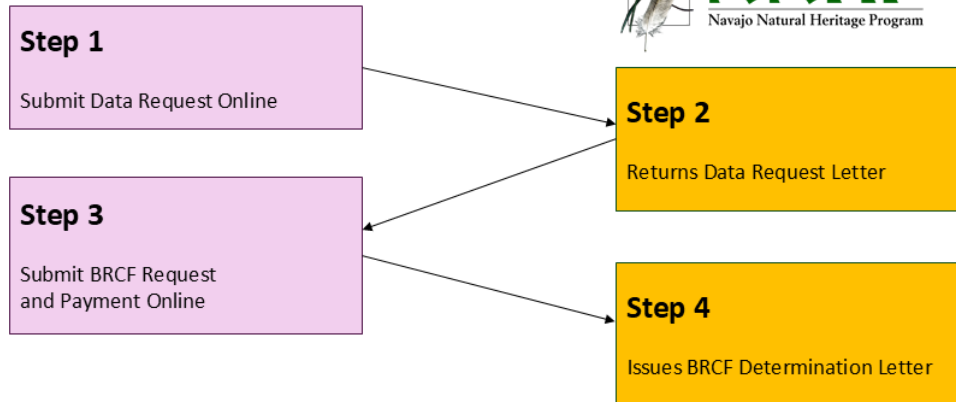 Navajo Natural Heritage Program
Step 1
Submit Data Request Online
Step 2
Returns Data Request Letter
Step 3
Submit BRCF Request
and Payment Online
Step 4
Issues BRCF Determination Letter